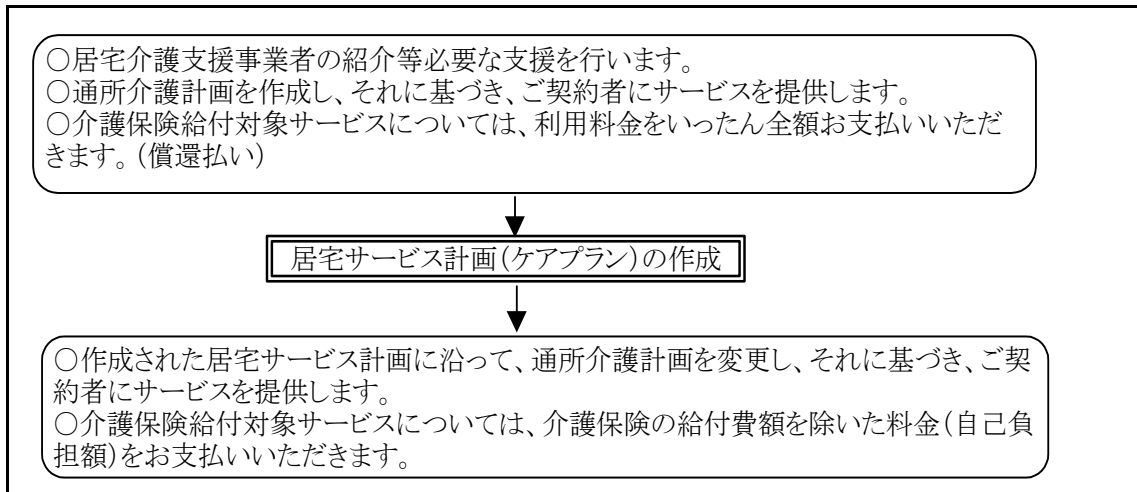 ○居宅介護支援事業者の紹介等必要な支援を行います。
○通所介護計画を作成し、それに基づき、ご契約者にサービスを提供します。
○介護保険給付対象サービスについては、利用料金をいったん全額お支払いいただ
きます。（償還払い）
居宅サービス計画（ケアプラン）の作成
○作成された居宅サービス計画に沿って、通所介護計画を変更し、それに基づき、ご契
約者にサービスを提供します。
○介護保険給付対象サービスについては、介護保険の給付費額を除いた料金（自己負
担額）をお支払いいただきます。